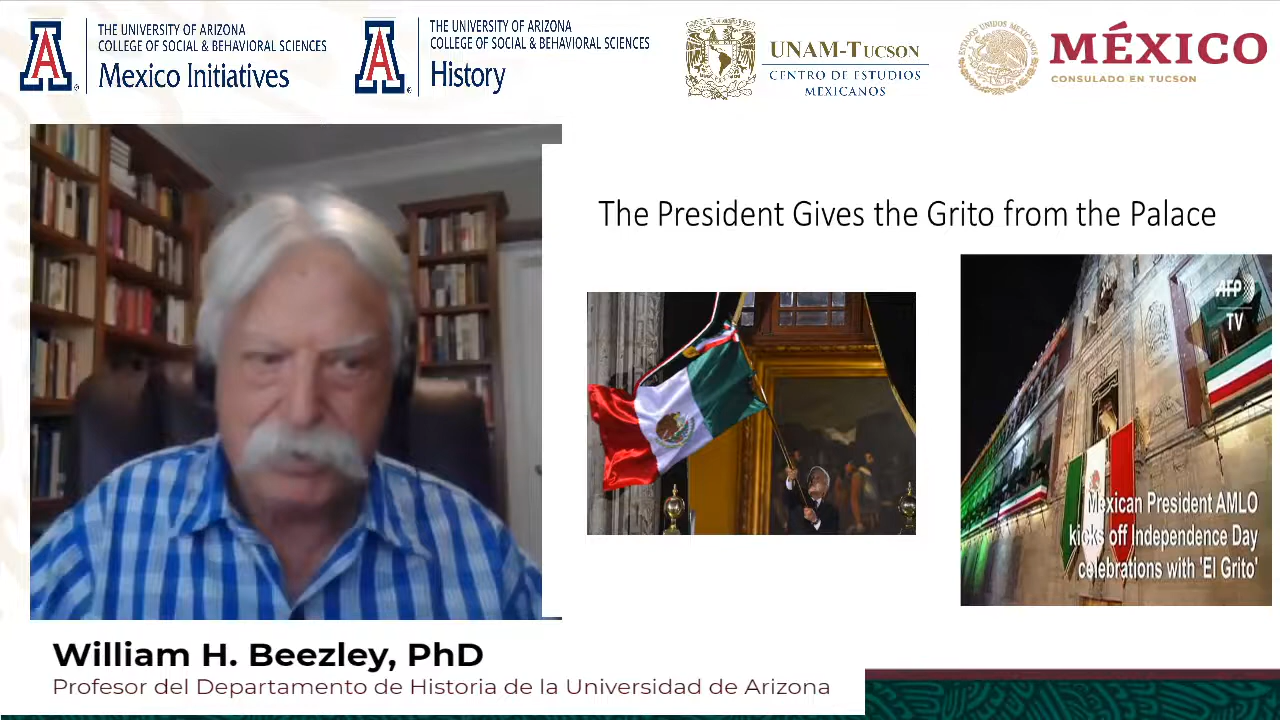 THE UNIVERSITY OF ARIZONA
COLLEGE OF SOCIAL & BEHAVIORAL SCIENCES
Mexico Initiatives
THE UNIVERSITY OF ARIZONA
COLLEGE OF SOCIAL & BEHAVIORAL SCIENCES
History
UNAM-TUCSON
CENTRO DE ESTUDIOS
MEXICANOS
ESTADOS UNIDOS MEXICANOS
MÉXICO
CONSULADO EN TUCSON
The President Gives the Grito from the Palace
AFP
TV
Mexican President AMLO
kicks off Independence Day
celebrations with 'El Grito'
William H. Beezley, PhD
Profesor del Departamento de Historia de la Universidad de Arizona